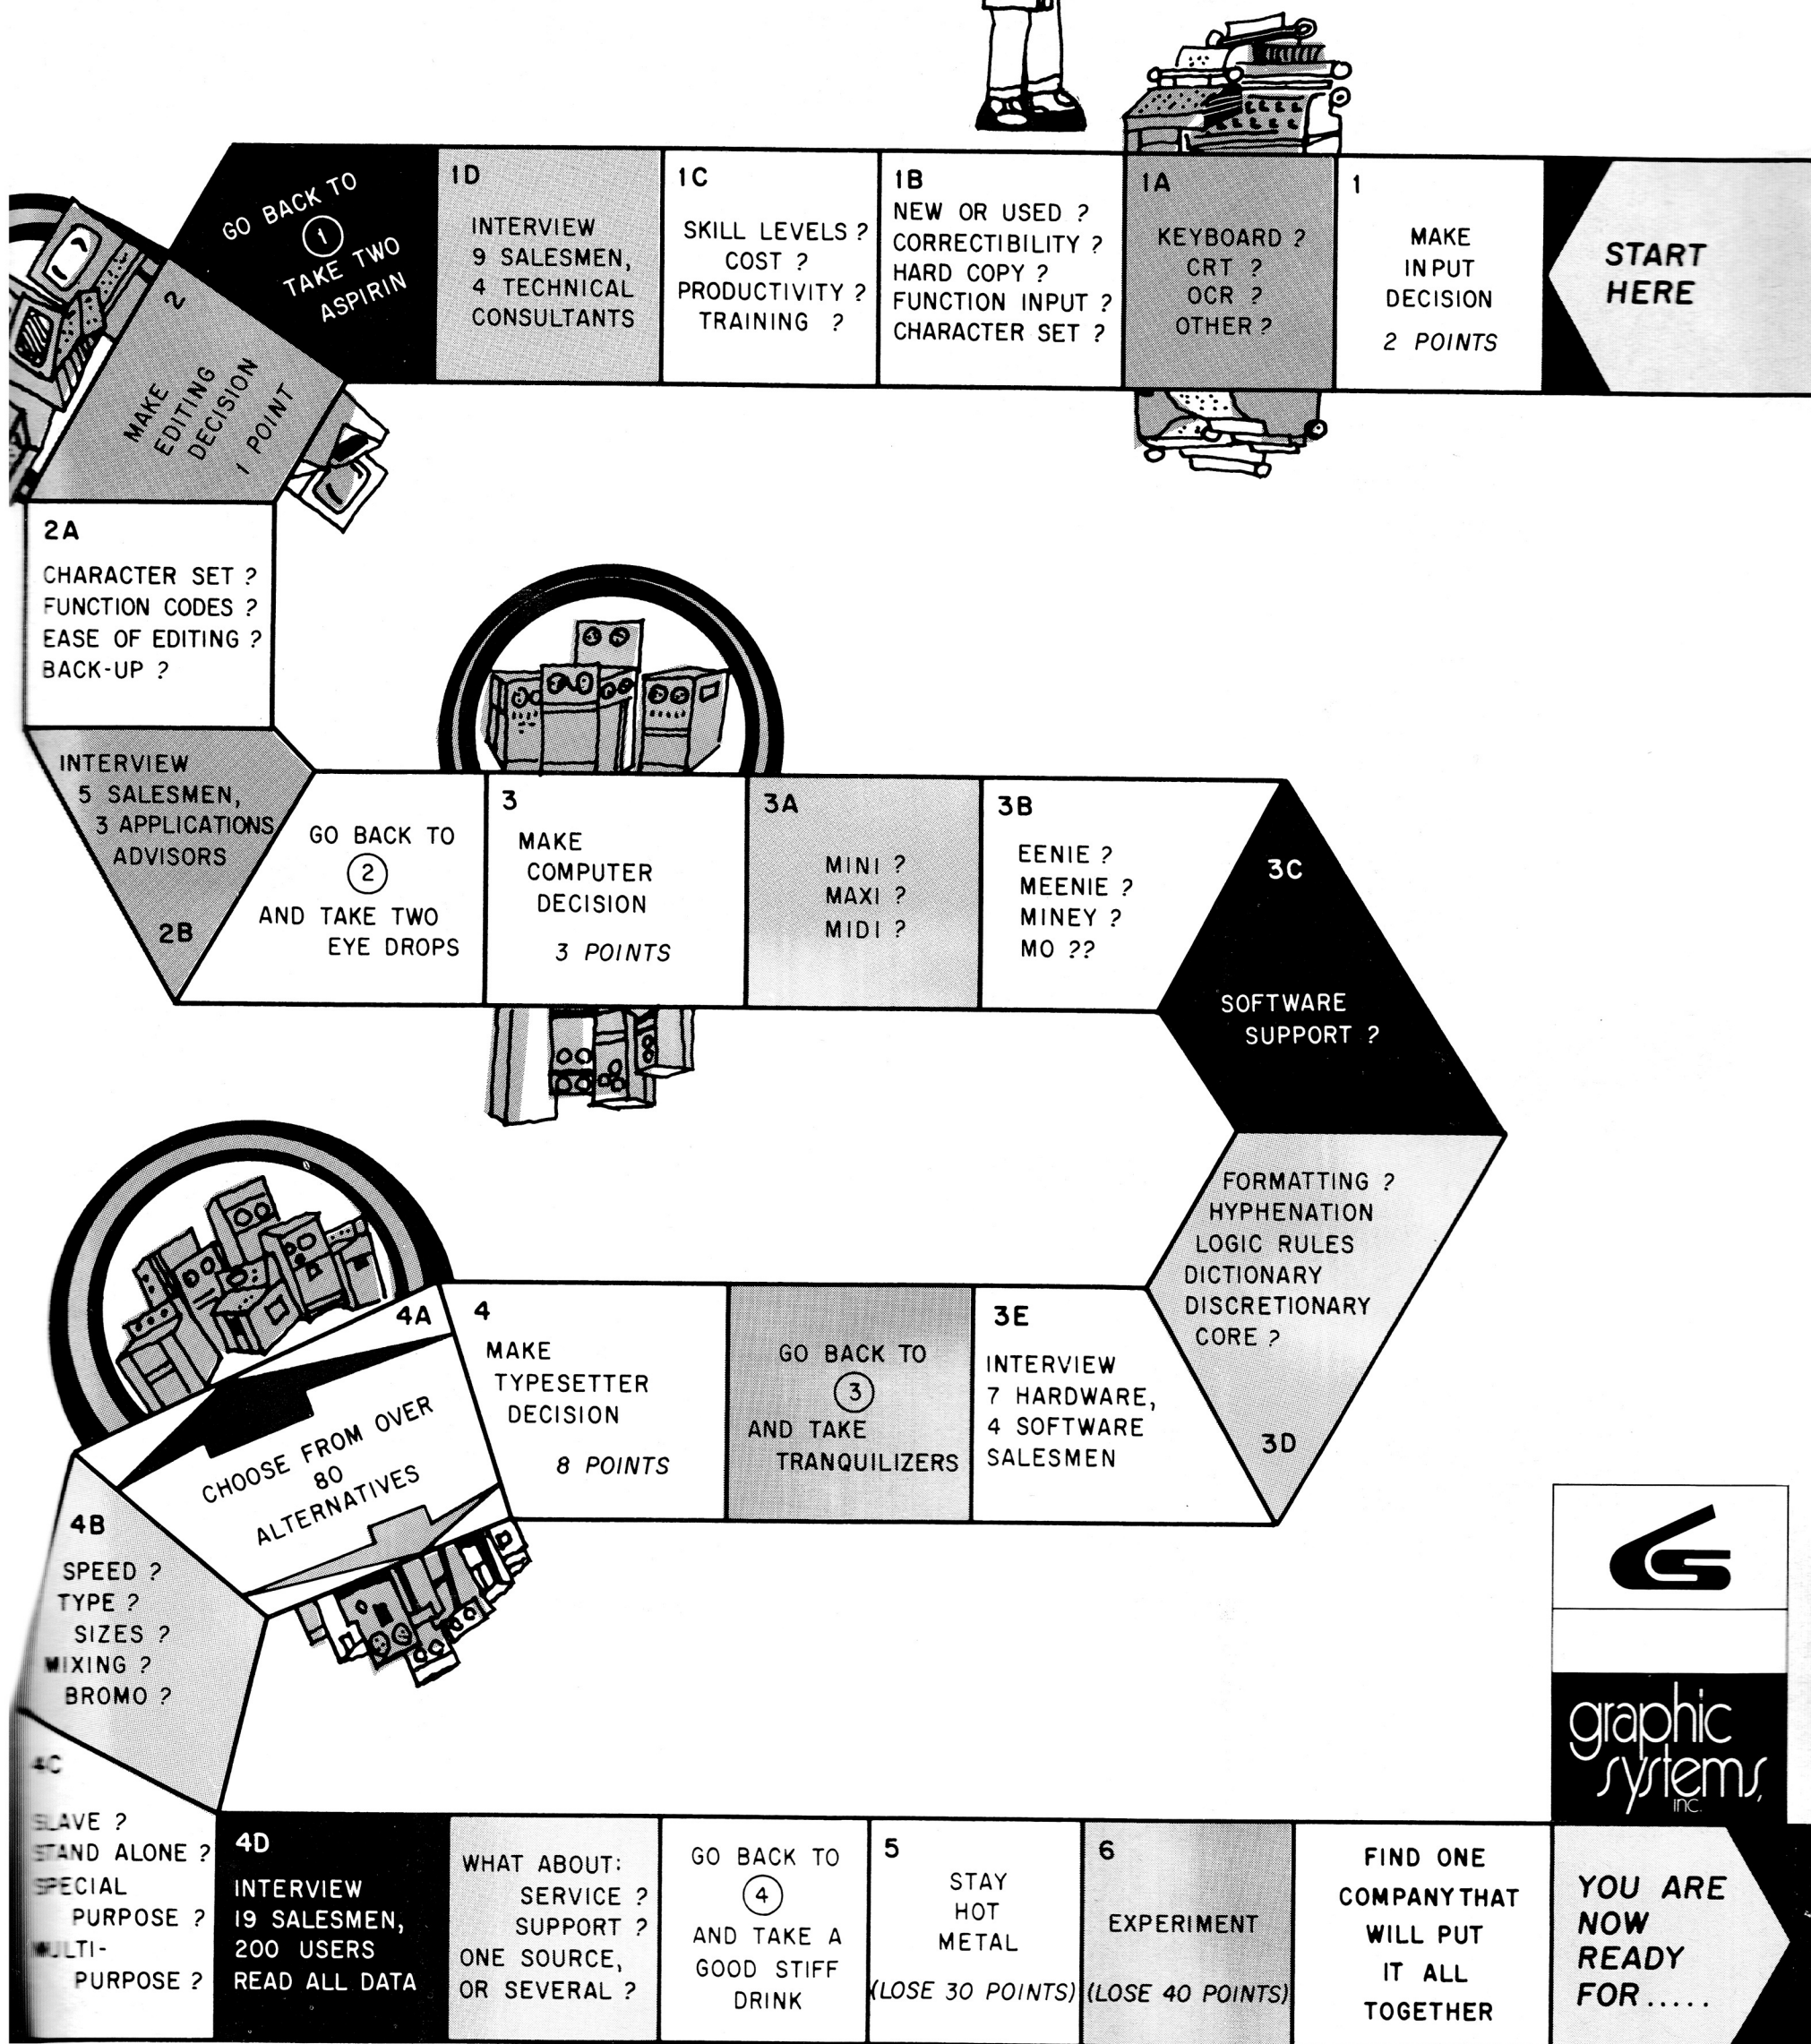 START
HERE
1
MAKE
INPUT
DECISION
2 POINTS
1A
KEYBOARD ?
CRT ?
OCR ?
OTHER ?
1B
NEW OR USED ?
CORRECTIBILITY ?
HARD COPY ?
FUNCTION INPUT ?
CHARACTER SET ?
1C
SKILL LEVELS ?
COST ?
PRODUCTIVITY ?
TRAINING ?
1D
INTERVIEW
9 SALESMEN,
4 TECHNICAL
CONSULTANTS
GO BACK TO
1
TAKE TWO
ASPIRIN
2
MAKE
EDITING
DECISION
1 POINT
2A
CHARACTER SET ?
FUNCTION CODES ?
EASE OF EDITING ?
BACK-UP ?
INTERVIEW
5 SALESMEN,
3 APPLICATIONS
ADVISORS
2B
GO BACK TO
2
AND TAKE TWO
EYE DROPS
3
MAKE
COMPUTER
DECISION
3 POINTS
3A
MINI ?
MAXI ?
MIDI ?
3B
EENIE ?
MEENIE ?
MINEY ?
MO ??
3C
SOFTWARE
SUPPORT ?
FORMATTING ?
HYPHENATION
LOGIC RULES
DICTIONARY
DISCRETIONARY
CORE ?
3D
3E
INTERVIEW
7 HARDWARE,
4 SOFTWARE
SALESMEN
GO BACK TO
3
AND TAKE
TRANQUILIZERS
4
MAKE
TYPESETTER
DECISION
8 POINTS
4A
CHOOSE FROM OVER
80
ALTERNATIVES
4B
SPEED ?
TYPE ?
SIZES ?
MIXING ?
BROMO ?
4C
SLAVE ?
STAND ALONE ?
SPECIAL
PURPOSE ?
MULTI-
PURPOSE ?
4D
INTERVIEW
19 SALESMEN,
200 USERS
READ ALL DATA
WHAT ABOUT:
SERVICE ?
SUPPORT ?
ONE SOURCE,
OR SEVERAL ?
GO BACK TO
4
AND TAKE A
GOOD STIFF
DRINK
5
STAY
HOT
METAL
(LOSE 30 POINTS)
6
EXPERIMENT
(LOSE 40 POINTS)
FIND ONE
COMPANY THAT
WILL PUT
IT ALL
TOGETHER
YOU ARE
NOW
READY
FOR.....
GS
graphic
systems,
inc.